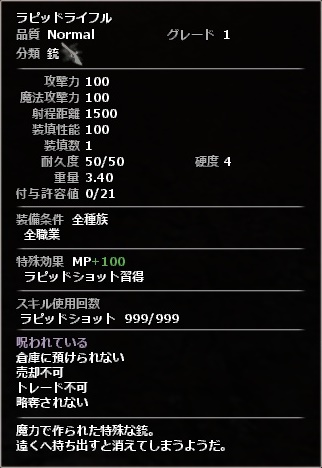 ラピッドライフル
品質 Normal グレード 1
分類 銃
攻撃力 100
魔法攻撃力 100
射程距離 1500
装填性能 100
装填数 1
耐久度 50/50 硬度 4
重量 3.40
付与許容値 0/21
装備条件 全種族
全職業
特殊効果 MP+100
ラピッドショット習得
スキル使用回数
ラピッドショット 999/999
呪われている
倉庫に預けられない
売却不可
トレード不可
略奪されない
魔力で作られた特殊な銃。
遠くへ持ち出すと消えてしまうようだ。